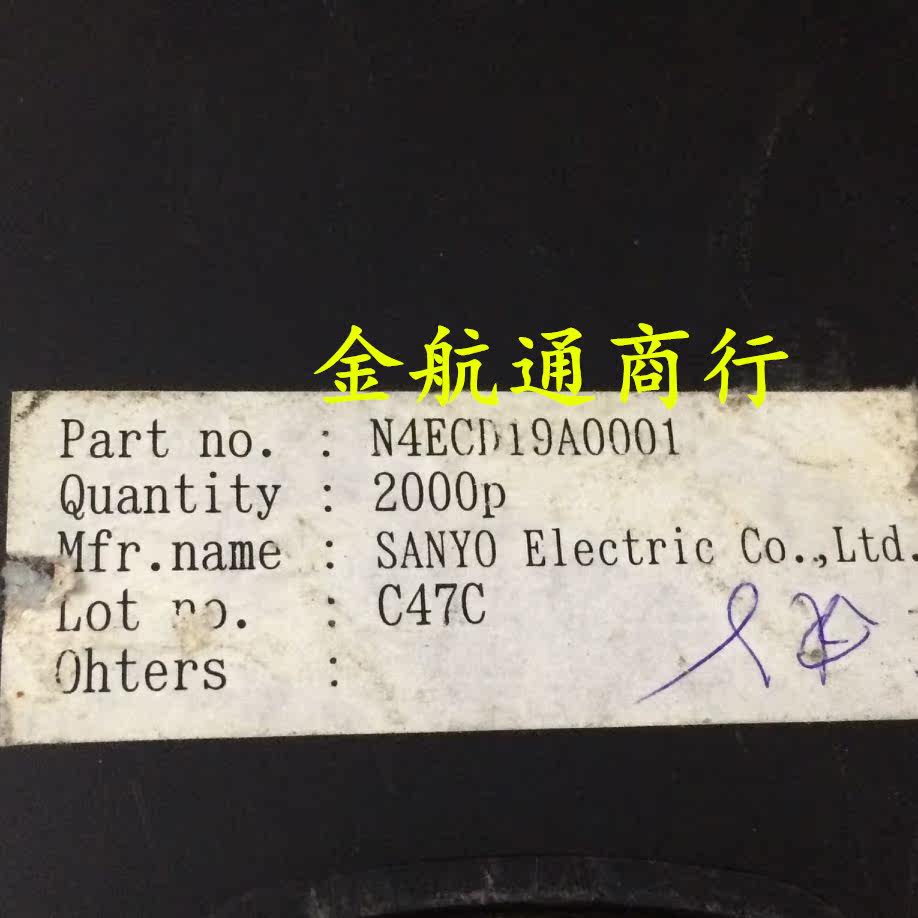 金航通商行
Part no. : N4ECD19A0001
Quantity : 2000p
Mfr.name : SANYO Electric Co.,Ltd.
Lot no. : C47C
Ohters :